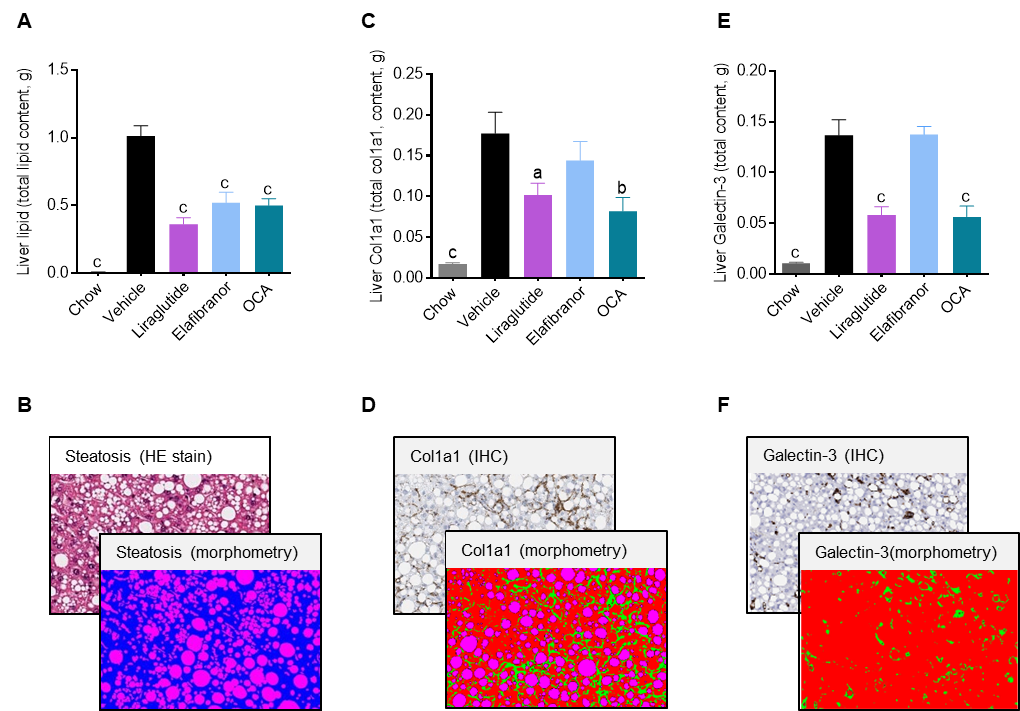 A
Liver lipid (total lipid content, g)
1.5
1.0
0.5
0.0
c
c
c
c
Chow
Vehicle
Liraglutide
Elafibranor
OCA
C
Liver Col1a1 (total col1a1, content, g)
0.25
0.20
0.15
0.10
0.05
0.00
c
a
b
Chow
Vehicle
Liraglutide
Elafibranor
OCA
E
Liver Galectin-3 (total content, g)
0.20
0.15
0.10
0.05
0.00
c
c
c
Chow
Vehicle
Liraglutide
Elafibranor
OCA
B
Steatosis (HE stain)
Steatosis (morphometry)
D
Col1a1 (IHC)
Col1a1 (morphometry)
F
Galectin-3 (IHC)
Galectin-3(morphometry)